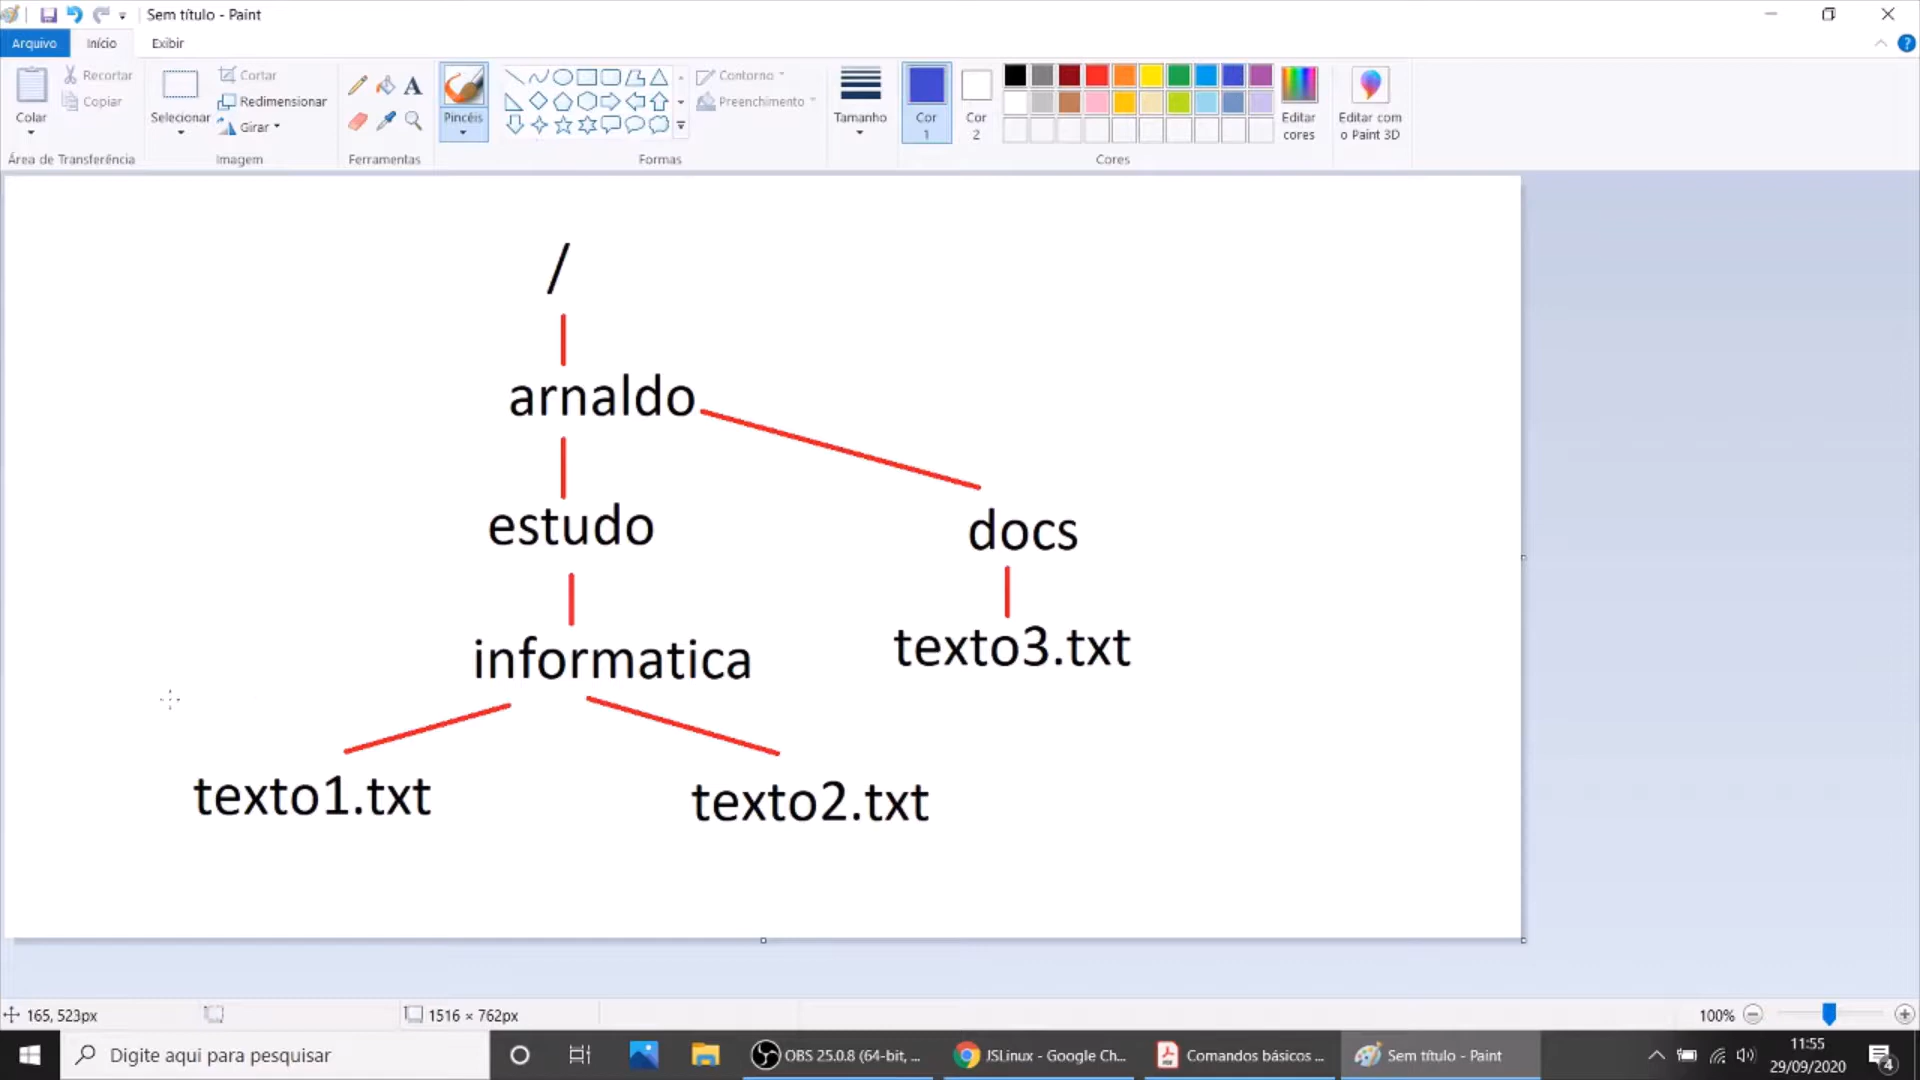 Sem título - Paint
Arquivo Início Exibir
Colar
Recortar
Copiar
Área de Transferência
Selecionar
Cortar
Redimensionar
Girar
Imagem
A
Ferramentas
Pincéis
Contorno
Preenchimento
Formas
Tamanho
Cor
1
Cor
2
Cores
Editar
cores
Editar com
o Paint 3D
?
/
arnaldo
estudo docs
informatica texto3.txt
texto1.txt texto2.txt
165, 523px 1516 × 762px 100%
Digite aqui para pesquisar
OBS 25.0.8 (64-bit, ...
JSLinux - Google Ch...
Comandos básicos ...
Sem título - Paint
11:55
29/09/2020
4